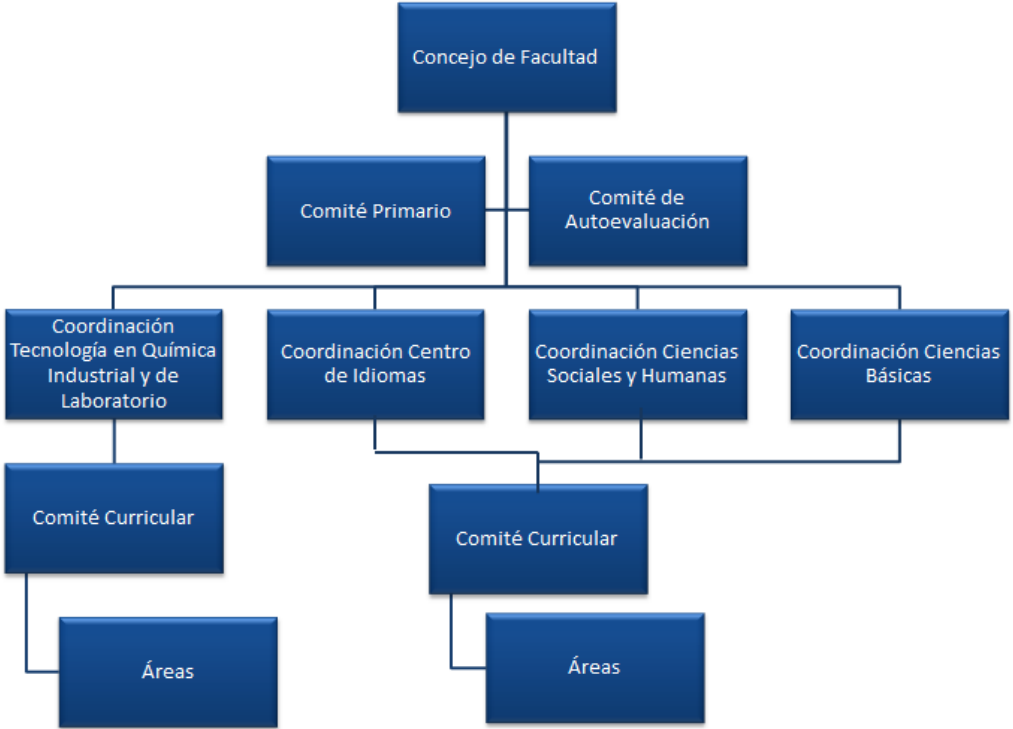 Concejo de Facultad
Comité Primario
Comité de
Autoevaluación
Coordinación
Tecnología en Química
Industrial y de
Laboratorio
Coordinación Centro
de Idiomas
Coordinación Ciencias
Sociales y Humanas
Coordinación Ciencias
Básicas
Comité Curricular
Comité Curricular
Áreas
Áreas